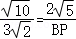 √10/3√2 = 2√5/BP